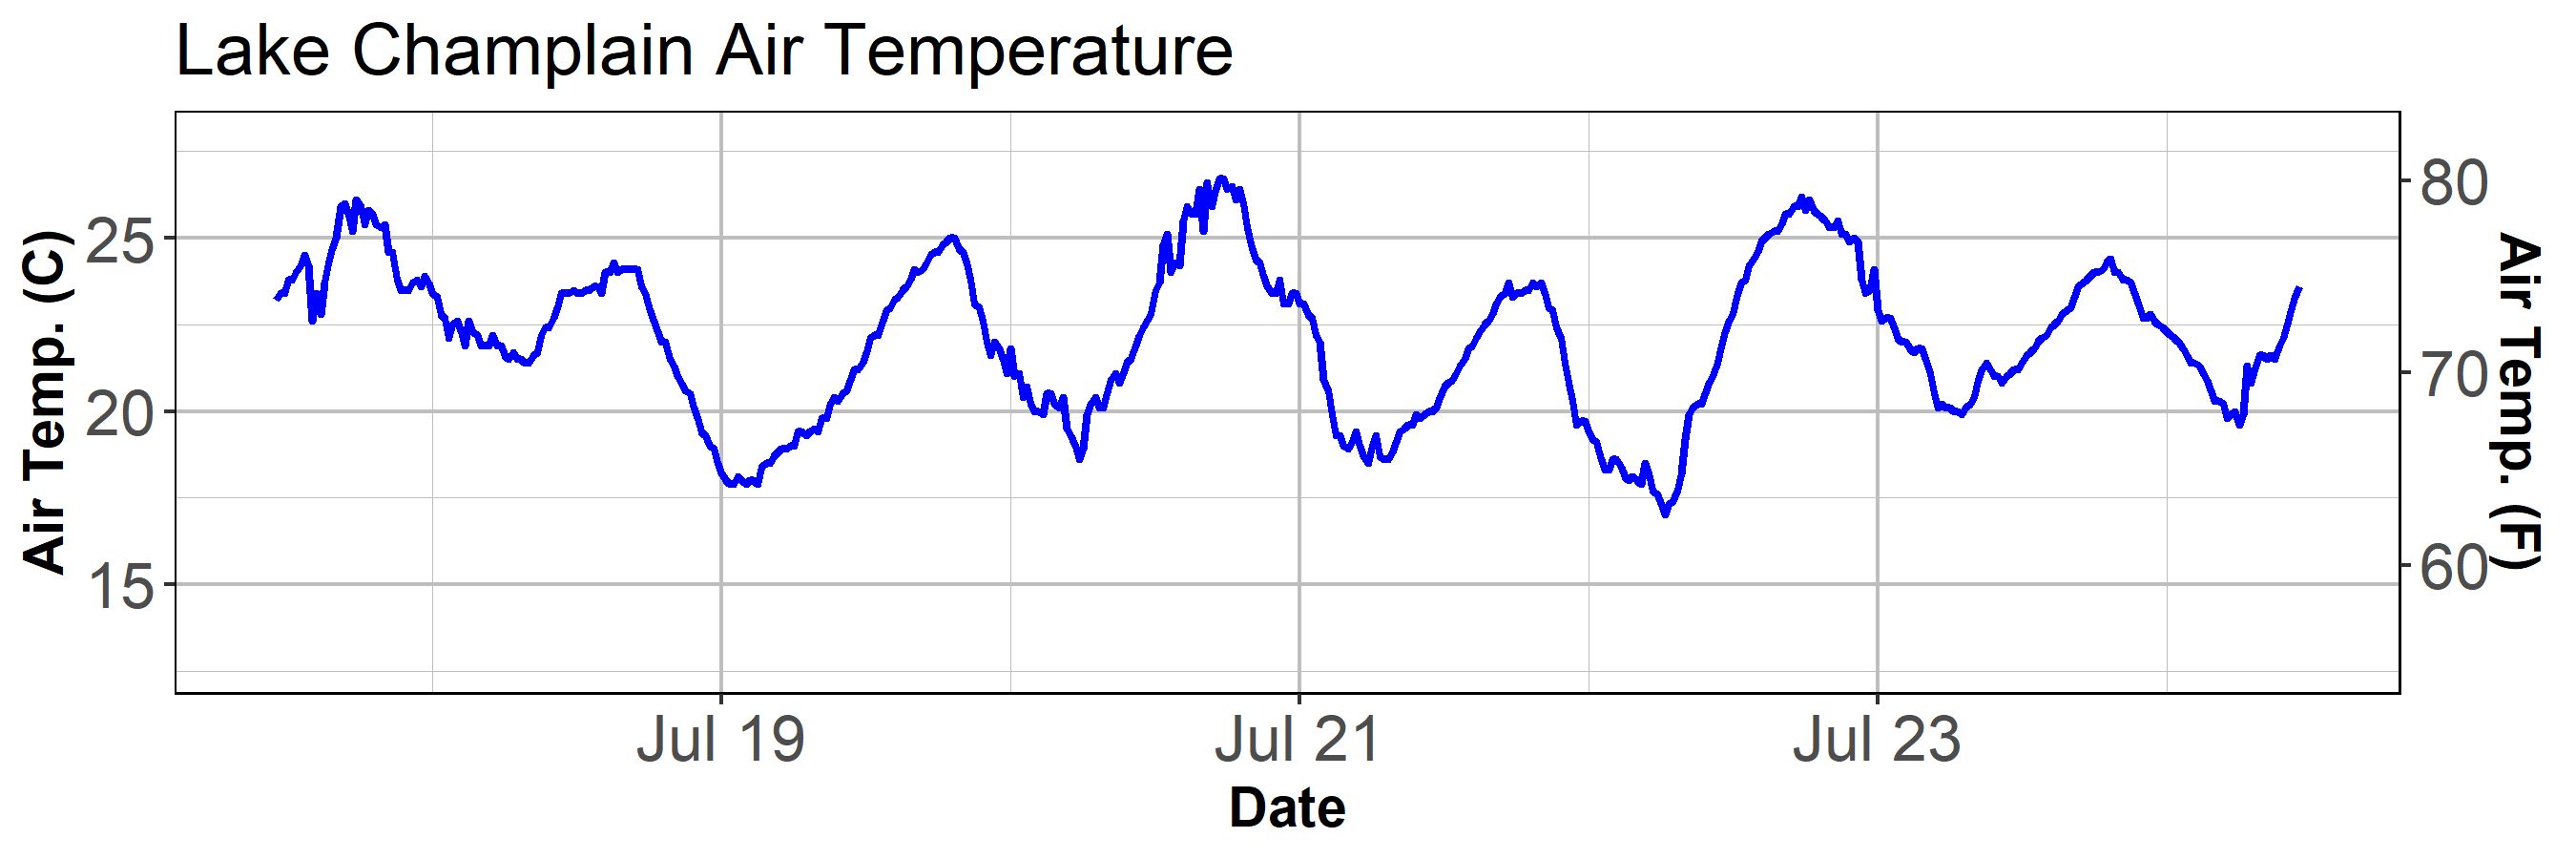 Lake Champlain Air Temperature
Air Temp. (C)
25
20
15
80
70
60
Air Temp. (F)
Jul 19 Jul 21 Jul 23
Date